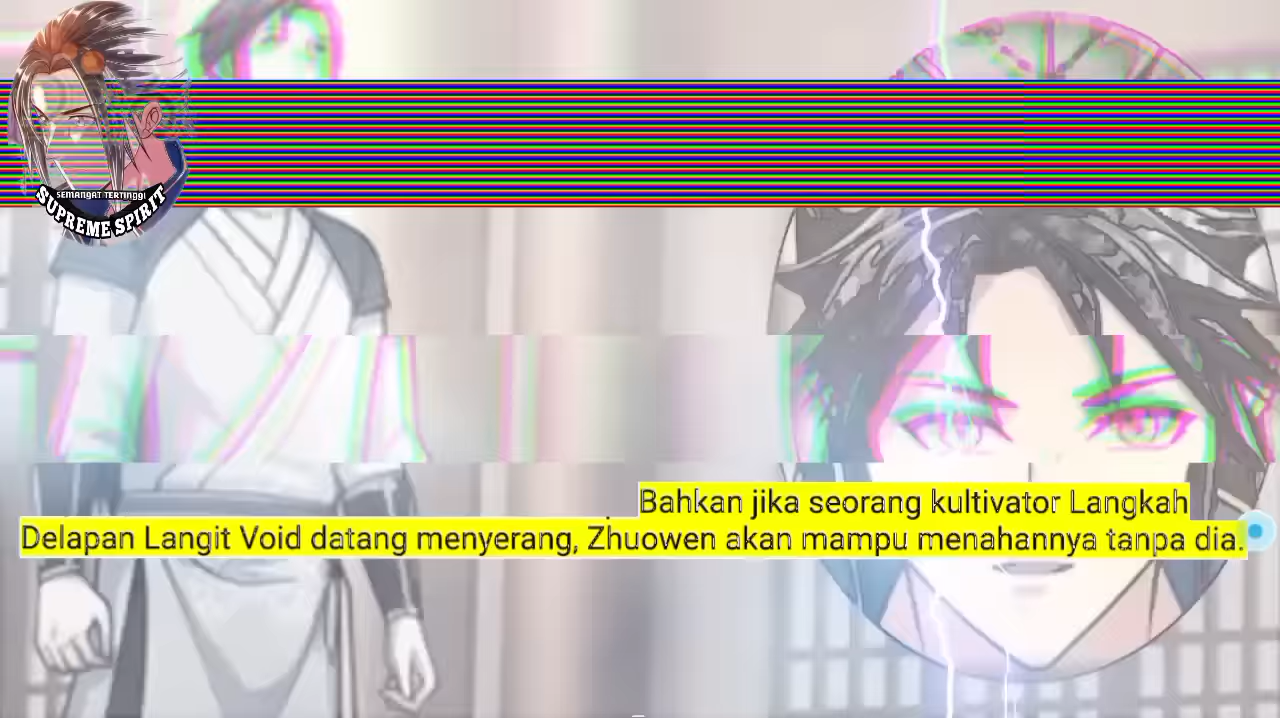 SEMANGAT TERTINGGI
SUPREME SPIRIT
Bahkan jika seorang kultivator Langkah
Delapan Langit Void datang menyerang, Zhuowen akan mampu menahannya tanpa dia.